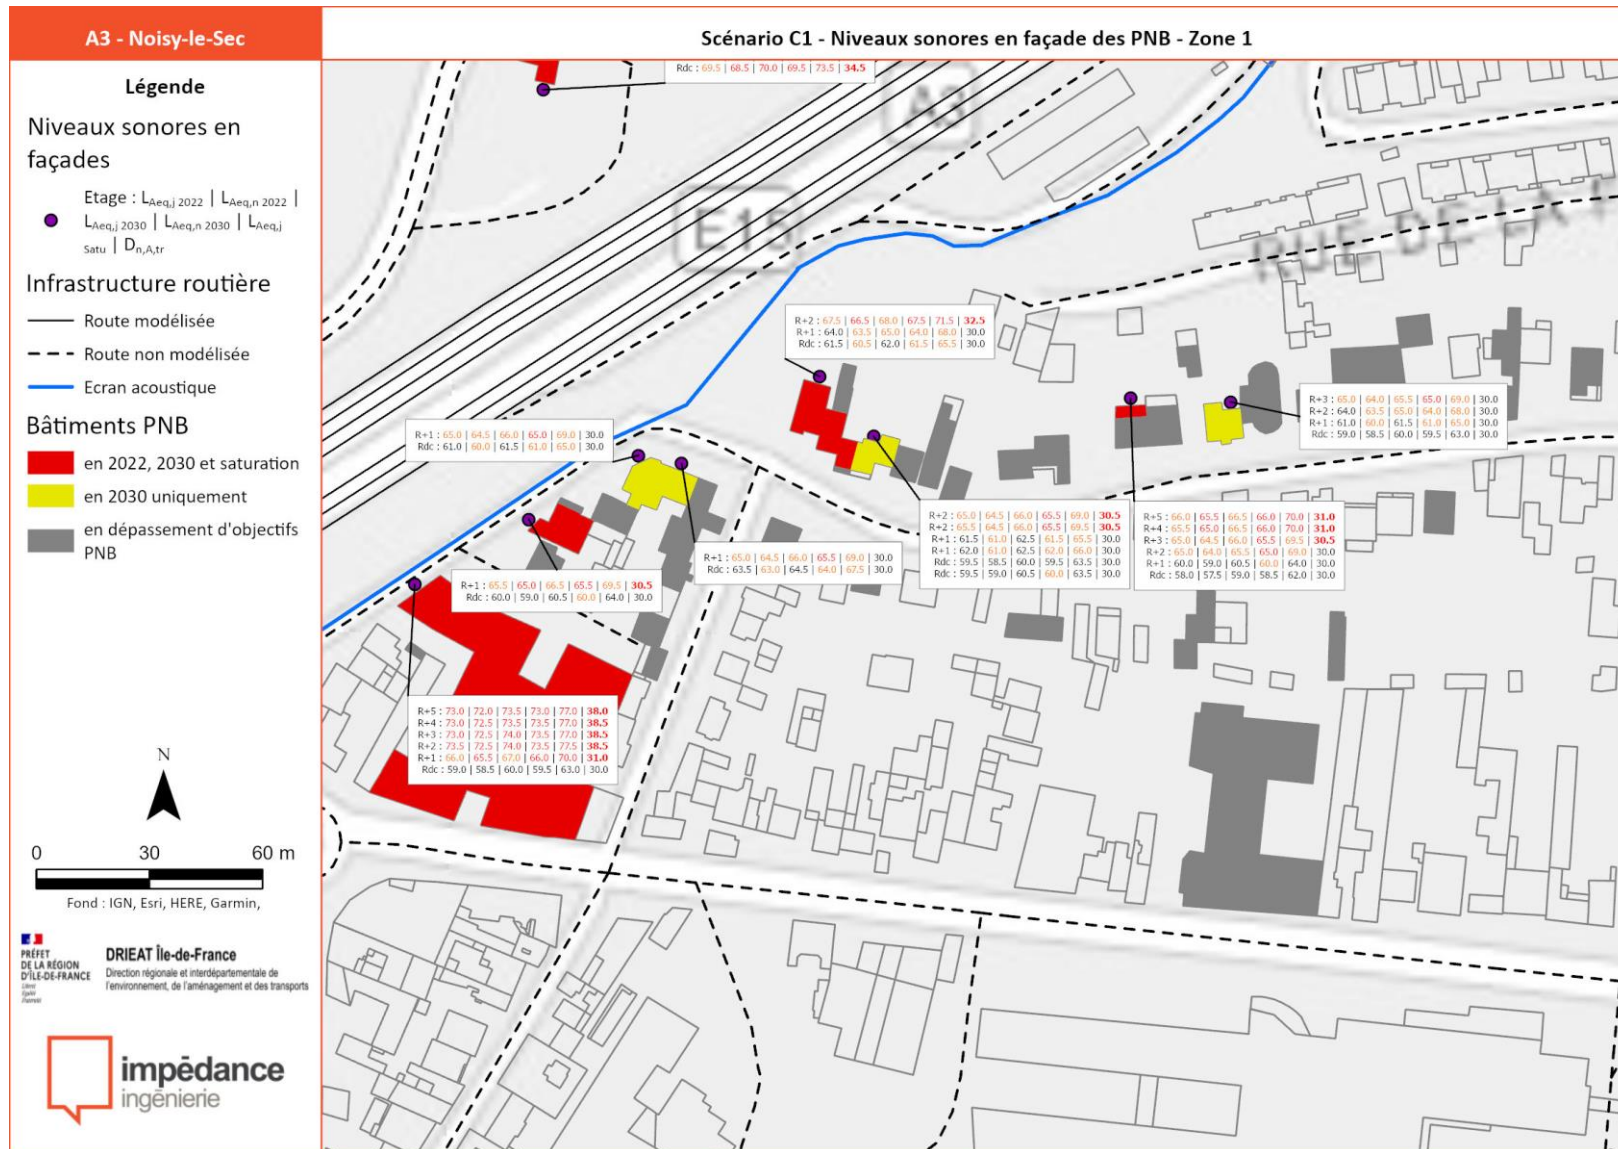 A3 - Noisy-le-Sec
Scénario C1 - Niveaux sonores en façade des PNB - Zone 1
Légende
Niveaux sonores en
façades
Etage : LAeq,j 2022 | LAeq,n 2022 |
LAeq,j 2030 | LAeq,n 2030 | LAeq,j
Satu | Dn,A,tr
Infrastructure routière
Route modélisée
Route non modélisée
Ecran acoustique
Bâtiments PNB
en 2022, 2030 et saturation
en 2030 uniquement
en dépassement d'objectifs
PNB
N
0 30 60 m
Fond : IGN, Esri, HERE, Garmin,
PRÉFET
DE LA RÉGION
D'ÎLE-DE-FRANCE
Liberté
Égalité
Fraternité
DRIEAT Île-de-France
Direction régionale et interdépartementale de
l'environnement, de l'aménagement et des transports
impédance
ingénierie
Rdc : 69.5 | 68.5 | 70.0 | 69.5 | 73.5 | 34.5
A3
E15
RUE DE LA F
R+2 : 67.5 | 66.5 | 68.0 | 67.5 | 71.5 | 32.5
R+1 : 64.0 | 63.5 | 65.0 | 64.0 | 68.0 | 30.0
Rdc : 61.5 | 60.5 | 62.0 | 61.5 | 65.5 | 30.0
R+3 : 65.0 | 64.0 | 65.5 | 65.0 | 69.0 | 30.0
R+2 : 64.0 | 63.5 | 65.0 | 64.0 | 68.0 | 30.0
R+1 : 61.0 | 60.0 | 61.5 | 61.0 | 65.0 | 30.0
Rdc : 59.0 | 58.5 | 60.0 | 59.5 | 63.0 | 30.0
R+1 : 65.0 | 64.5 | 66.0 | 65.0 | 69.0 | 30.0
Rdc : 61.0 | 60.0 | 61.5 | 61.0 | 65.0 | 30.0
R+2 : 65.0 | 64.5 | 66.0 | 65.5 | 69.0 | 30.5
R+2 : 65.5 | 64.5 | 66.0 | 65.5 | 69.5 | 30.5
R+1 : 61.5 | 61.0 | 62.5 | 61.5 | 65.5 | 30.0
R+1 : 62.0 | 61.0 | 62.5 | 62.0 | 66.0 | 30.0
Rdc : 59.5 | 58.5 | 60.0 | 59.5 | 63.5 | 30.0
Rdc : 59.5 | 59.0 | 60.5 | 60.0 | 63.5 | 30.0
R+5 : 66.0 | 65.5 | 66.5 | 66.0 | 70.0 | 31.0
R+4 : 65.5 | 65.0 | 66.5 | 66.0 | 70.0 | 31.0
R+3 : 65.0 | 64.5 | 66.0 | 65.5 | 69.5 | 30.5
R+2 : 65.0 | 64.0 | 65.5 | 65.0 | 69.0 | 30.0
R+1 : 60.0 | 59.0 | 60.5 | 60.0 | 64.0 | 30.0
Rdc : 58.0 | 57.5 | 59.0 | 58.5 | 62.0 | 30.0
R+1 : 65.0 | 64.5 | 66.0 | 65.5 | 69.0 | 30.0
Rdc : 63.5 | 63.0 | 64.5 | 64.0 | 67.5 | 30.0
R+1 : 65.5 | 65.0 | 66.5 | 65.5 | 69.5 | 30.5
Rdc : 60.0 | 59.0 | 60.5 | 60.0 | 64.0 | 30.0
R+5 : 73.0 | 72.0 | 73.5 | 73.0 | 77.0 | 38.0
R+4 : 73.0 | 72.5 | 73.5 | 73.5 | 77.0 | 38.5
R+3 : 73.0 | 72.5 | 74.0 | 73.5 | 77.0 | 38.5
R+2 : 73.5 | 72.5 | 74.0 | 73.5 | 77.5 | 38.5
R+1 : 66.0 | 65.5 | 67.0 | 66.0 | 70.0 | 31.0
Rdc : 59.0 | 58.5 | 60.0 | 59.5 | 63.0 | 30.0